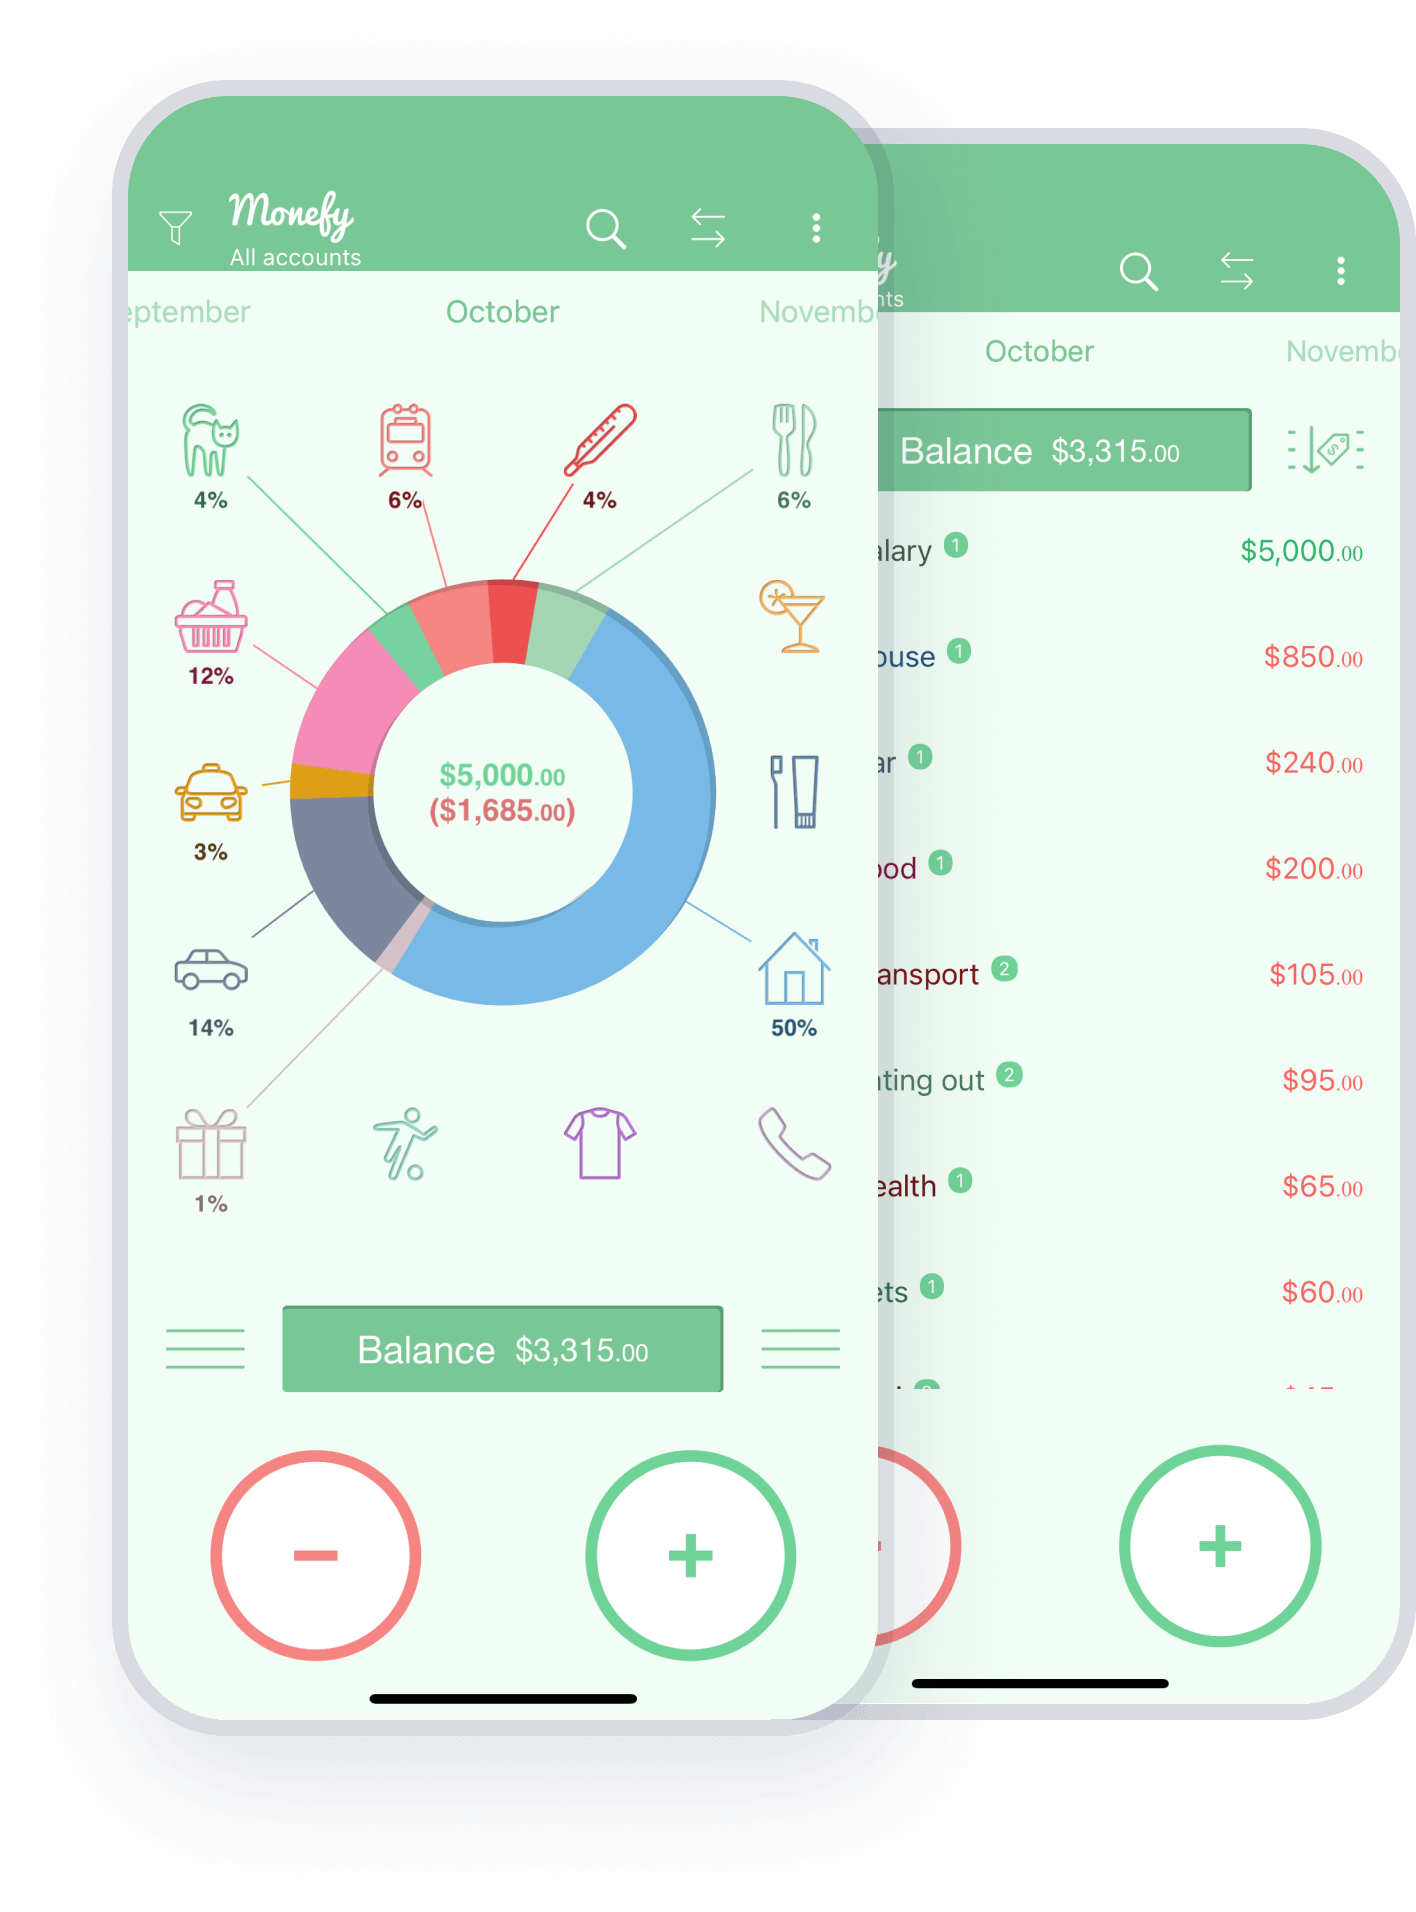 Monefy
All accounts
eptember October Novemb
4% 6% 4% 6%
12%
3%
$5,000.00
($1,685.00)
14%
50%
1%
Balance $3,315.00
−
+
y
nts
October Novemb
Balance $3,315.00
alary 1 $5,000.00
ouse 1 $850.00
ar 1 $240.00
ood 1 $200.00
ansport 2 $105.00
ating out 2 $95.00
ealth 1 $65.00
ets 1 $60.00
+